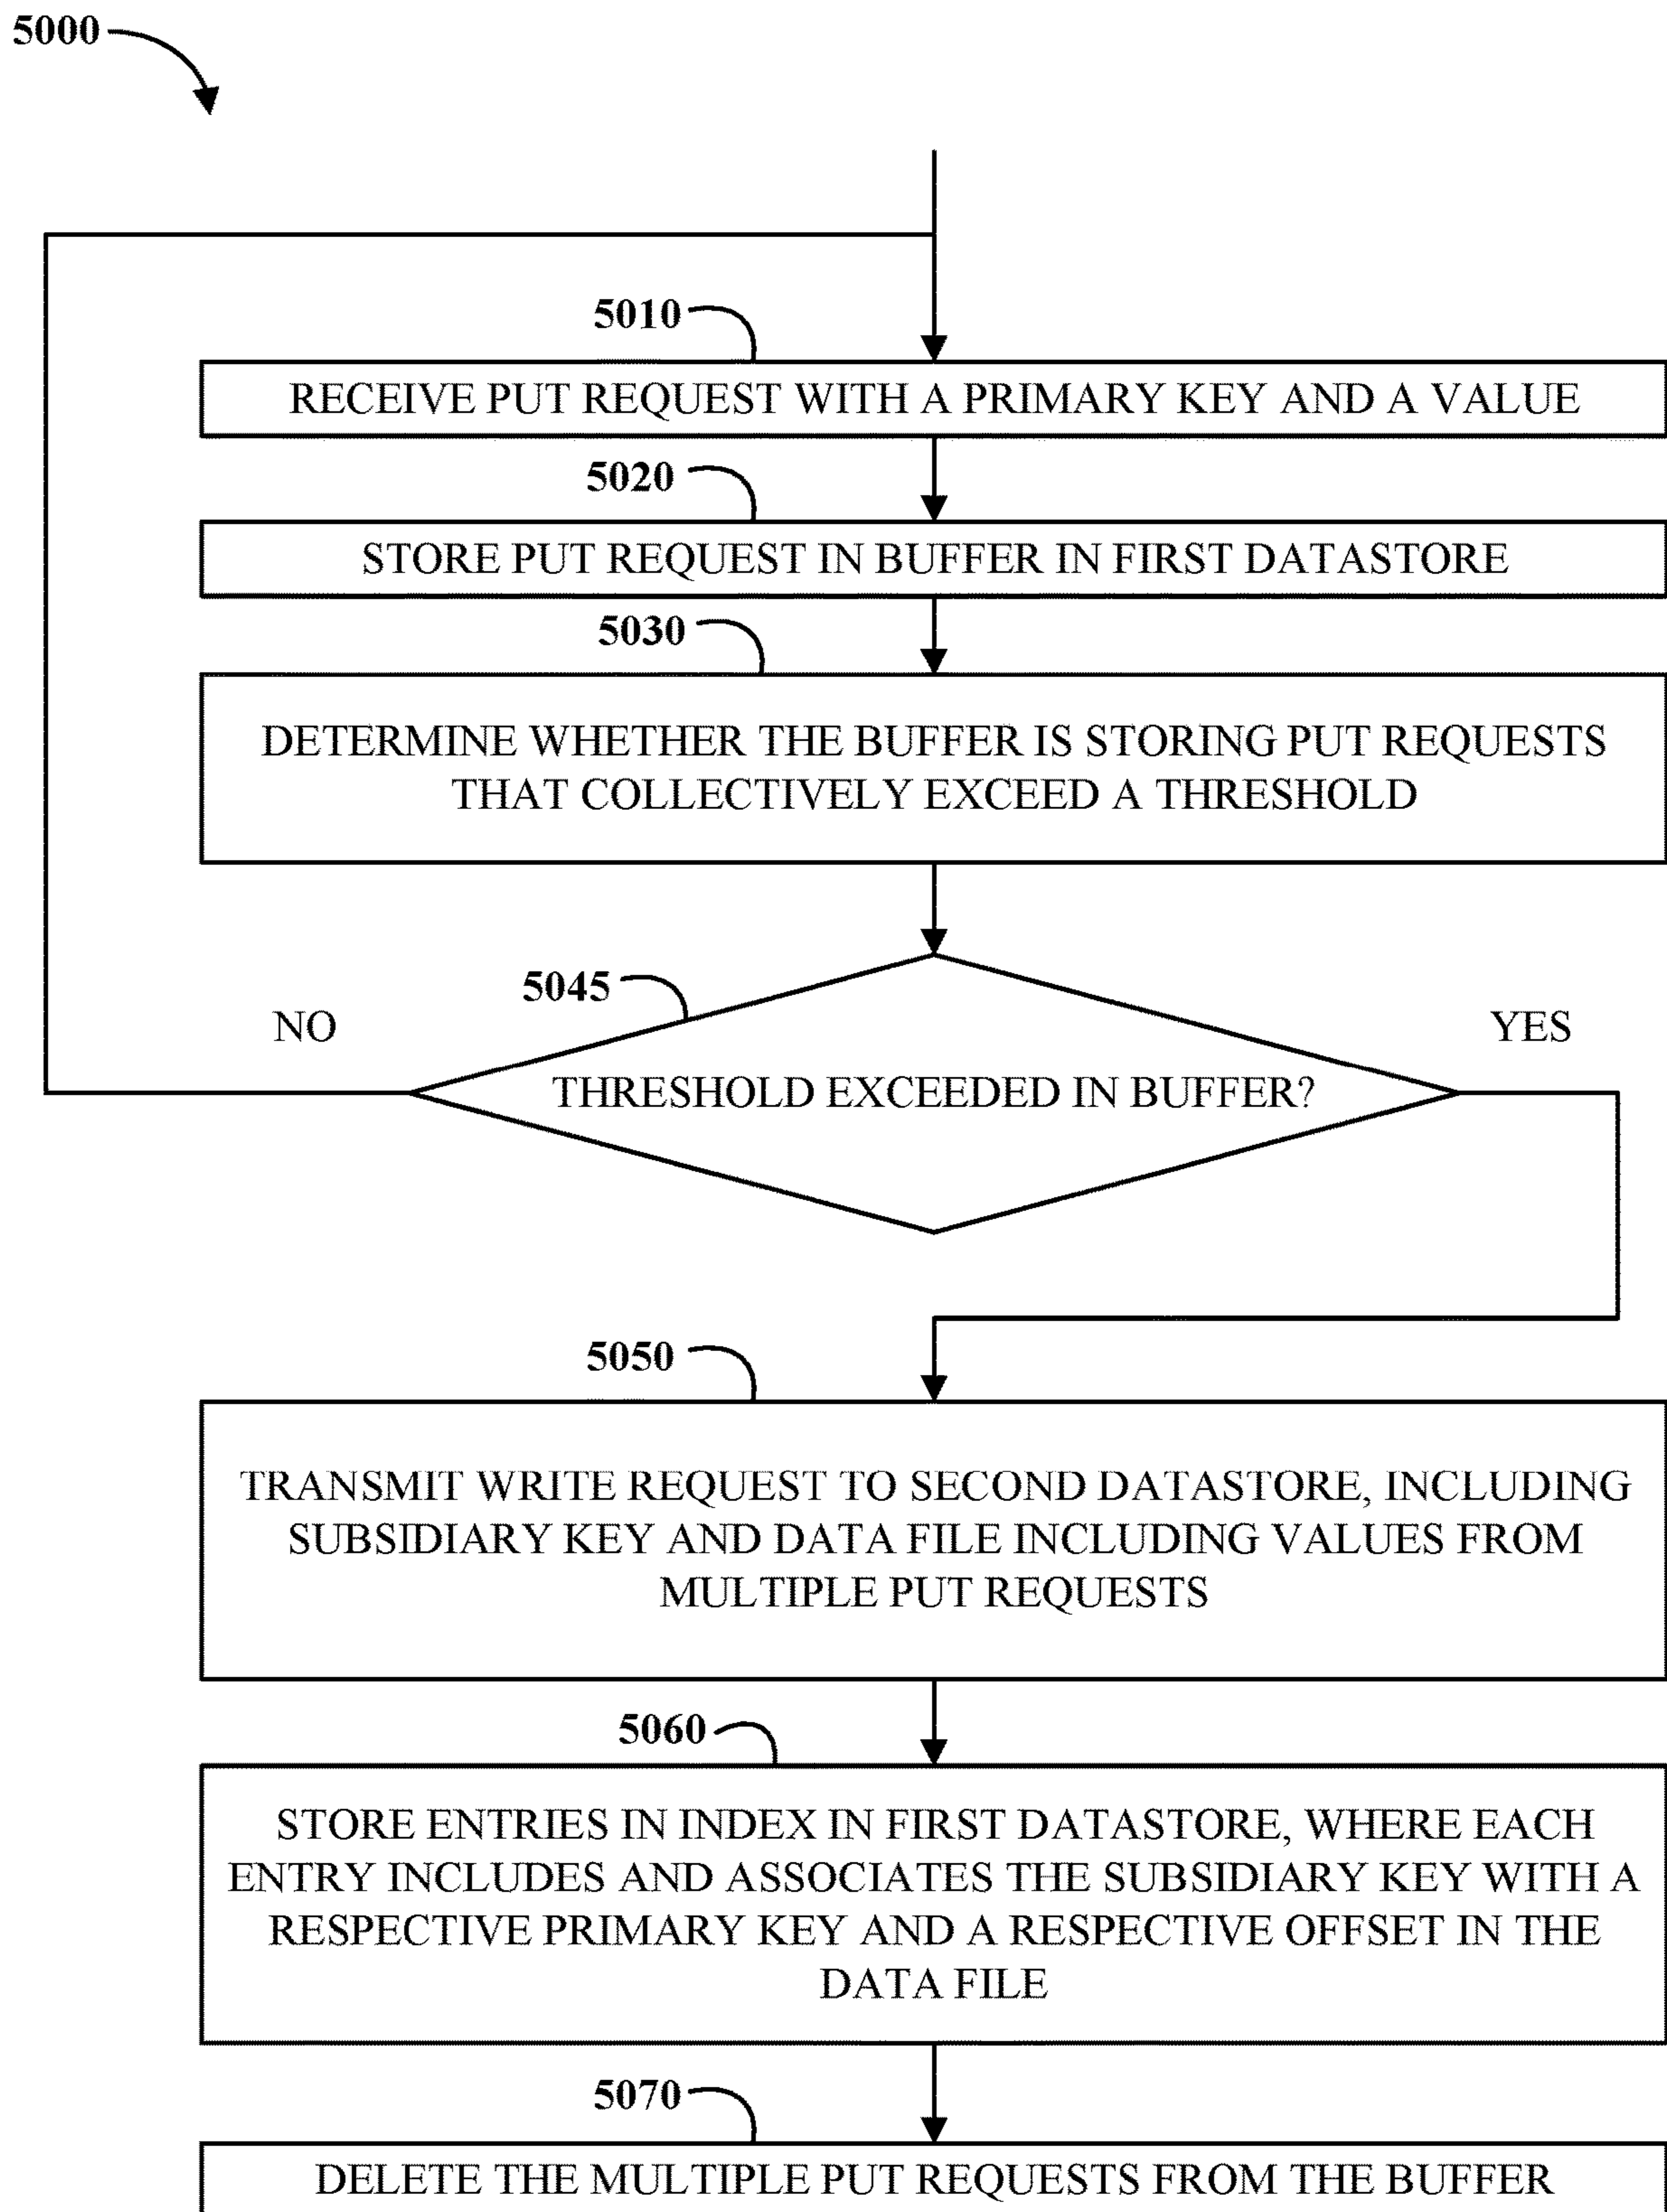 5000
5010
RECEIVE PUT REQUEST WITH A PRIMARY KEY AND A VALUE
5020
STORE PUT REQUEST IN BUFFER IN FIRST DATASTORE
5030
DETERMINE WHETHER THE BUFFER IS STORING PUT REQUESTS
THAT COLLECTIVELY EXCEED A THRESHOLD
5045
NO
YES
THRESHOLD EXCEEDED IN BUFFER?
5050
TRANSMIT WRITE REQUEST TO SECOND DATASTORE, INCLUDING
SUBSIDIARY KEY AND DATA FILE INCLUDING VALUES FROM
MULTIPLE PUT REQUESTS
5060
STORE ENTRIES IN INDEX IN FIRST DATASTORE, WHERE EACH
ENTRY INCLUDES AND ASSOCIATES THE SUBSIDIARY KEY WITH A
RESPECTIVE PRIMARY KEY AND A RESPECTIVE OFFSET IN THE
DATA FILE
5070
DELETE THE MULTIPLE PUT REQUESTS FROM THE BUFFER